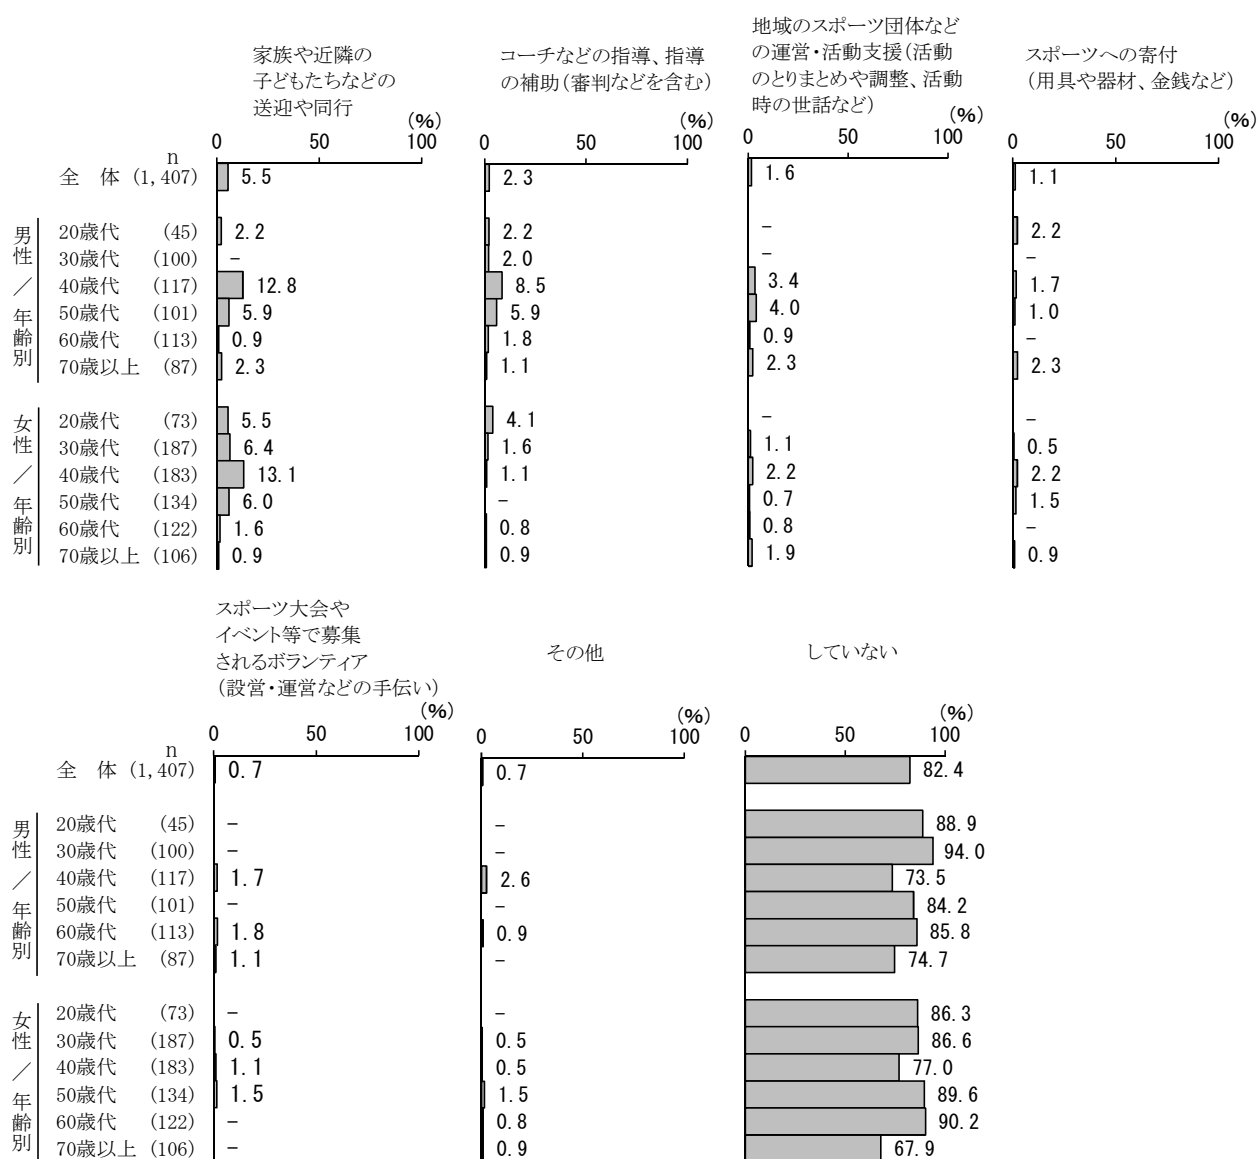 家族や近隣の
子どもたちなどの
送迎や同行
コーチなどの指導、指導
の補助(審判などを含む)
地域のスポーツ団体など
の運営・活動支援(活動
のとりまとめや調整、活動
時の世話など)
スポーツへの寄付
(用具や器材、金銭など)
(%) (%) (%) (%)
0 50 100 0 50 100 0 50 100 0 50 100
n
全 体 (1,407) 5.5 2.3 1.6 1.1
男性/年齢別
20歳代 (45) 2.2 2.2 － 2.2
30歳代 (100) － 2.0 － －
40歳代 (117) 12.8 8.5 3.4 1.7
50歳代 (101) 5.9 5.9 4.0 1.0
60歳代 (113) 0.9 1.8 0.9 －
70歳以上 (87) 2.3 1.1 2.3 2.3
女性/年齢別
20歳代 (73) 5.5 4.1 － －
30歳代 (187) 6.4 1.6 1.1 0.5
40歳代 (183) 13.1 1.1 2.2 2.2
50歳代 (134) 6.0 － 0.7 1.5
60歳代 (122) 1.6 0.8 0.8 －
70歳以上 (106) 0.9 0.9 1.9 0.9
スポーツ大会や
イベント等で募集
されるボランティア
(設営・運営などの手伝い)
その他
していない
(%) (%) (%)
0 50 100 0 50 100 0 50 100
n
全 体 (1,407) 0.7 0.7 82.4
男性/年齢別
20歳代 (45) － － 88.9
30歳代 (100) － － 94.0
40歳代 (117) 1.7 2.6 73.5
50歳代 (101) － － 84.2
60歳代 (113) 1.8 0.9 85.8
70歳以上 (87) 1.1 － 74.7
女性/年齢別
20歳代 (73) － － 86.3
30歳代 (187) 0.5 0.5 86.6
40歳代 (183) 1.1 0.5 77.0
50歳代 (134) 1.5 1.5 89.6
60歳代 (122) － 0.8 90.2
70歳以上 (106) － 0.9 67.9